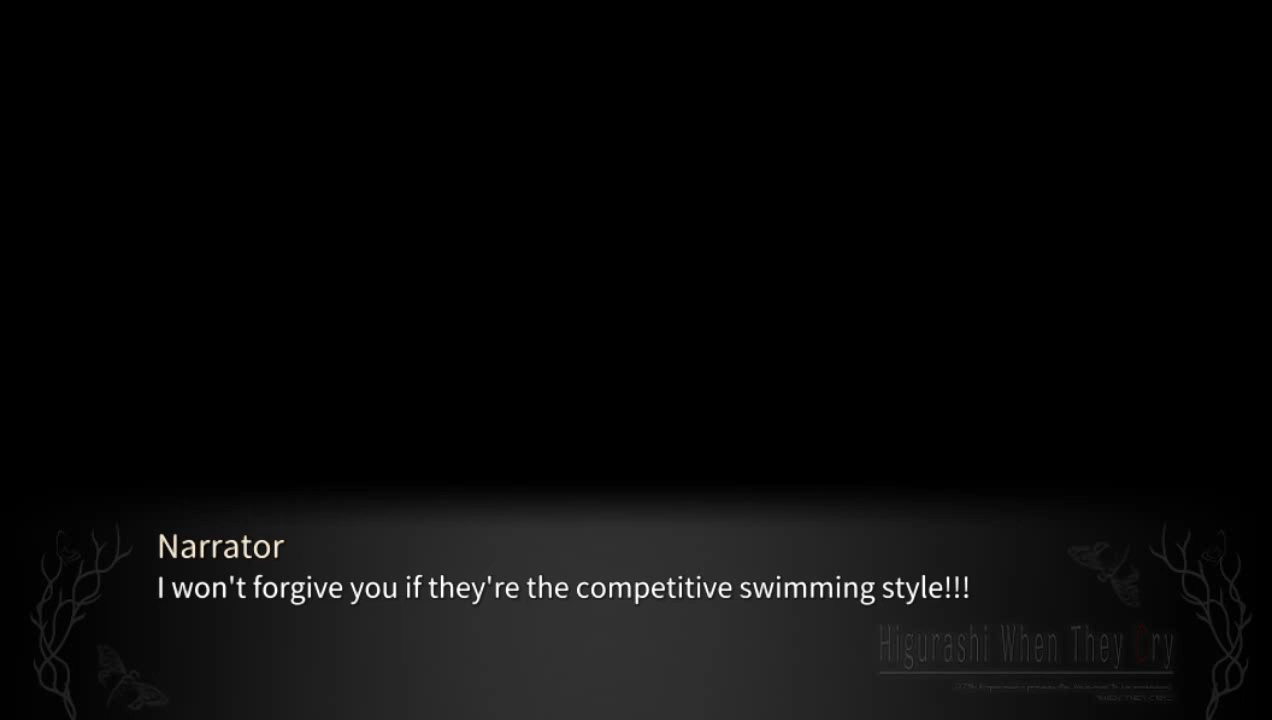 Narrator
I won't forgive you if they're the competitive swimming style!!!
Higurashi When They Cry